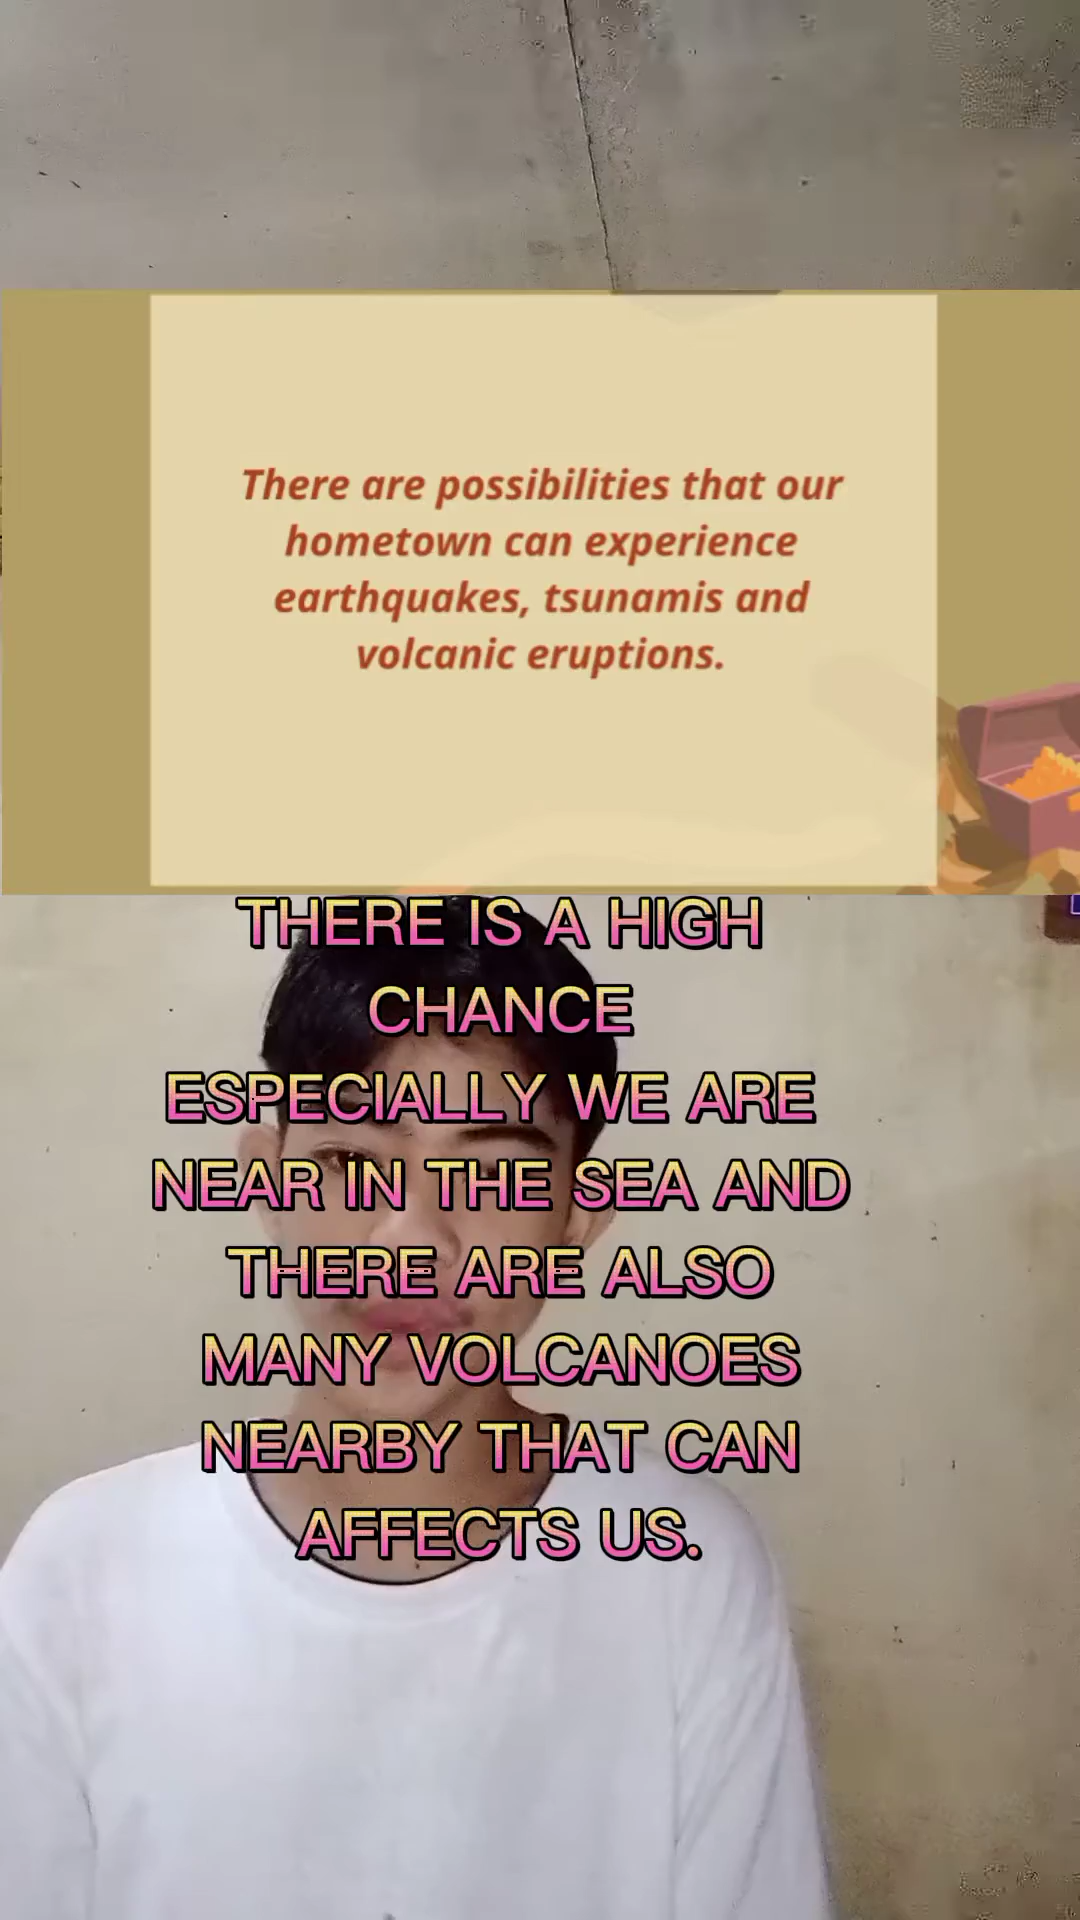 There are possibilities that our
hometown can experience
earthquakes, tsunamis and
volcanic eruptions.
THERE IS A HIGH
CHANCE
ESPECIALLY WE ARE
NEAR IN THE SEA AND
THERE ARE ALSO
MANY VOLCANOES
NEARBY THAT CAN
AFFECTS US.